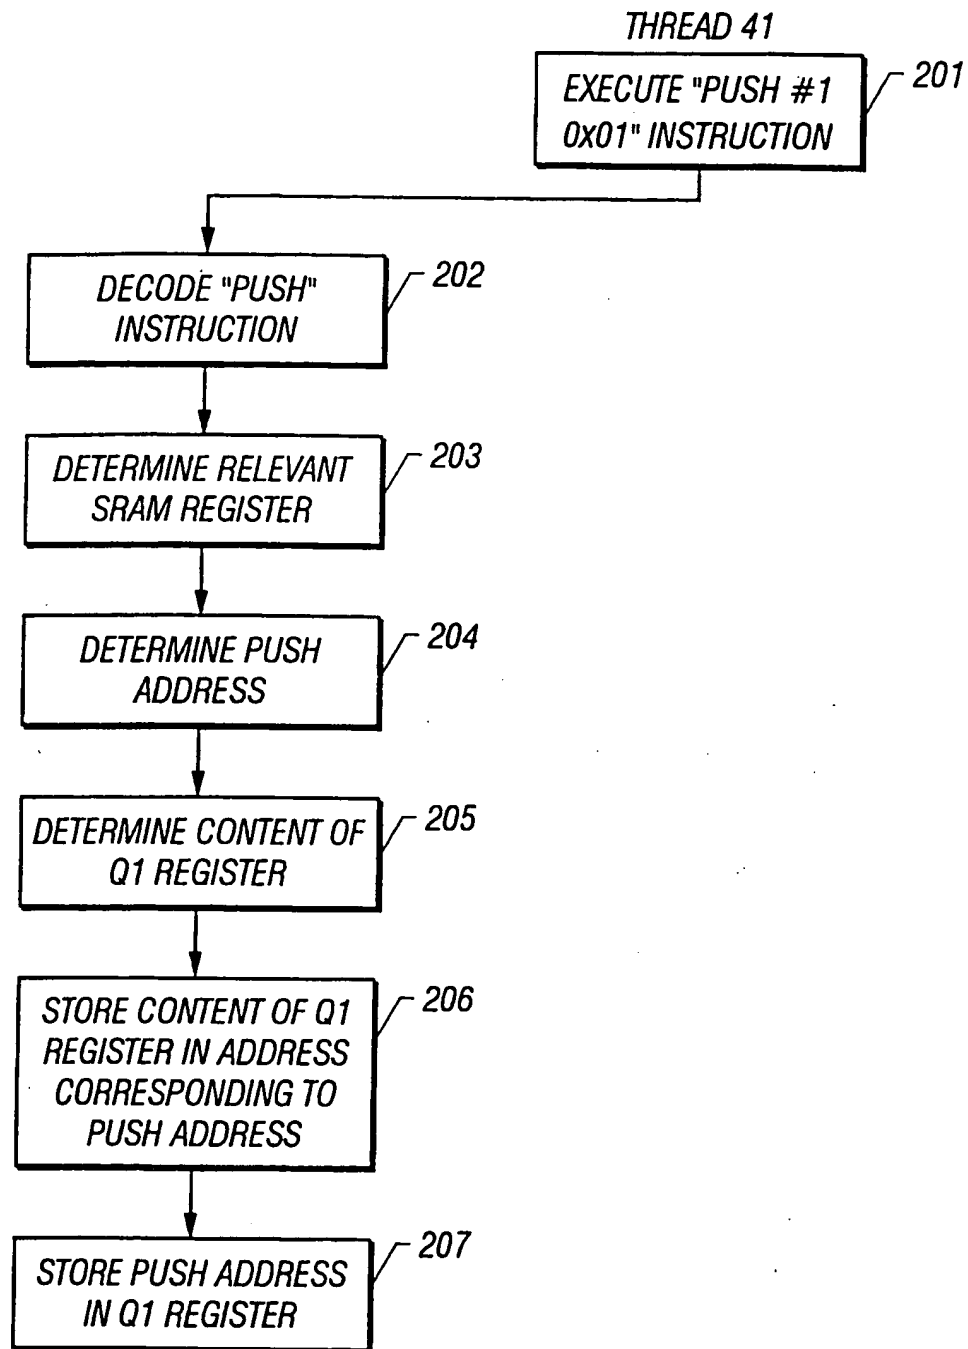 THREAD 41
EXECUTE "PUSH #1
0x01" INSTRUCTION
201
DECODE "PUSH"
INSTRUCTION
202
DETERMINE RELEVANT
SRAM REGISTER
203
DETERMINE PUSH
ADDRESS
204
DETERMINE CONTENT OF
Q1 REGISTER
205
STORE CONTENT OF Q1
REGISTER IN ADDRESS
CORRESPONDING TO
PUSH ADDRESS
206
STORE PUSH ADDRESS
IN Q1 REGISTER
207